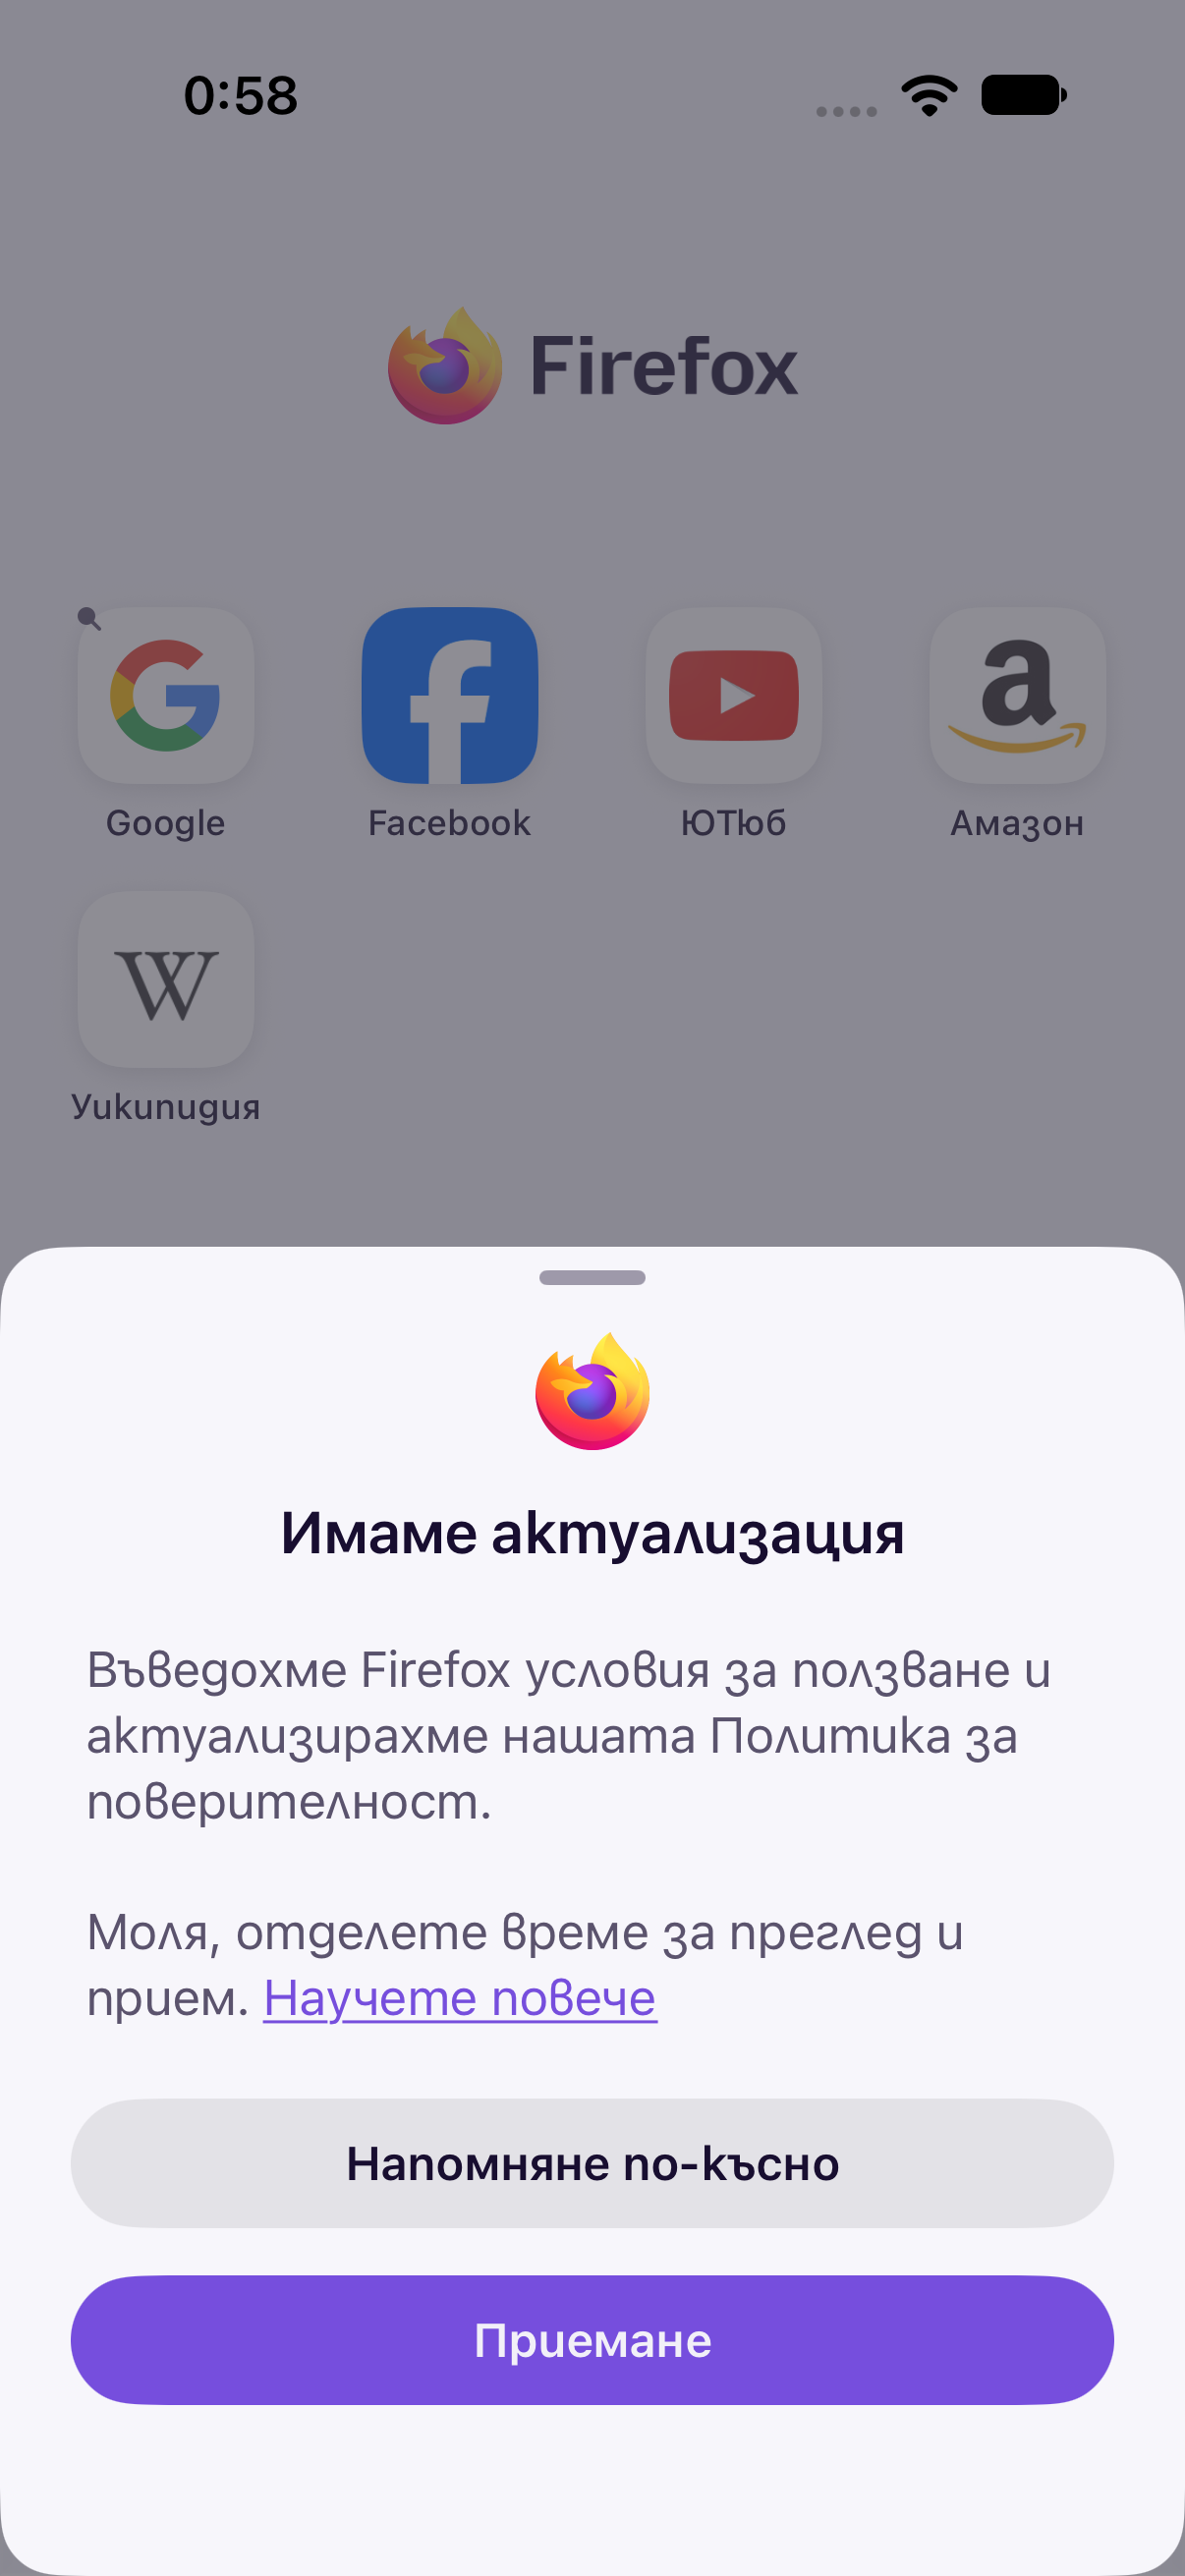 0:58
Firefox
Google
Facebook
ЮТюб
Амазон
Уикипидия
Имаме актуализация
Въведохме Firefox условия за ползване и
актуализирахме нашата Политика за
поверителност.
Моля, отделете време за преглед и
прием. Научете повече
Напомняне по-късно
Приемане